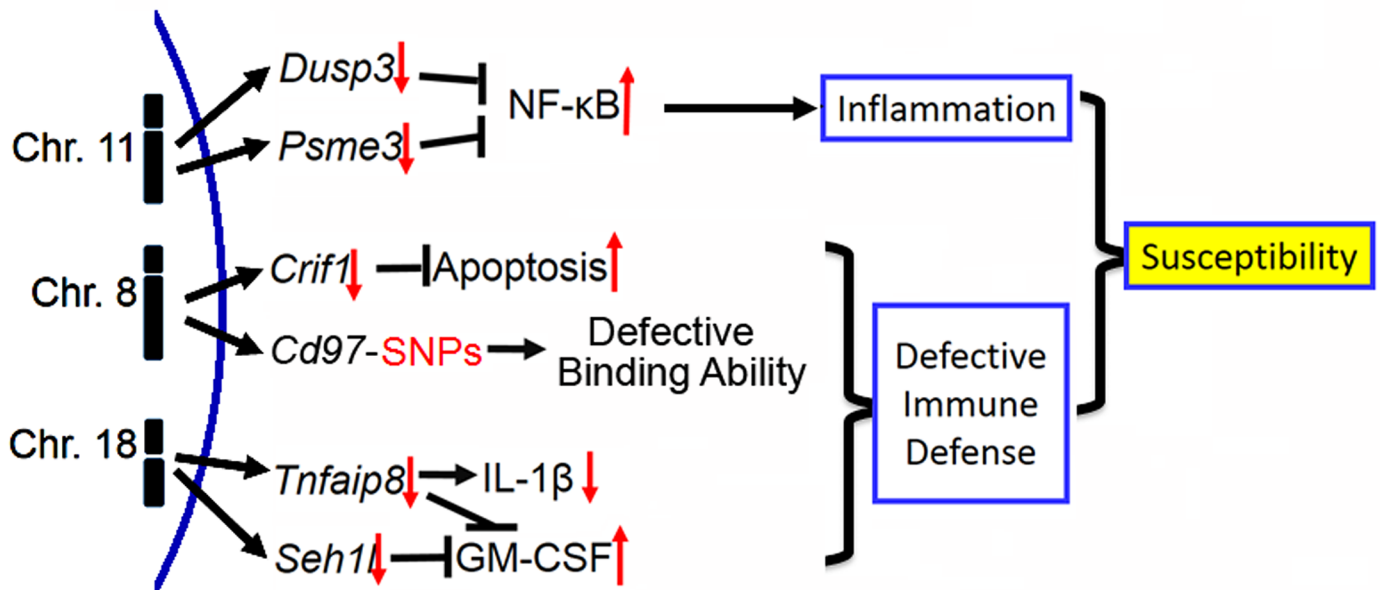 Dusp3
NF-κB
Inflammation
Chr. 11
Psme3
Susceptibility
Crif1
Apoptosis
Chr. 8
Cd97-SNPs
Defective
Binding Ability
Defective
Immune
Defense
Chr. 18
Tnfaip8
IL-1β
Seh1l
GM-CSF